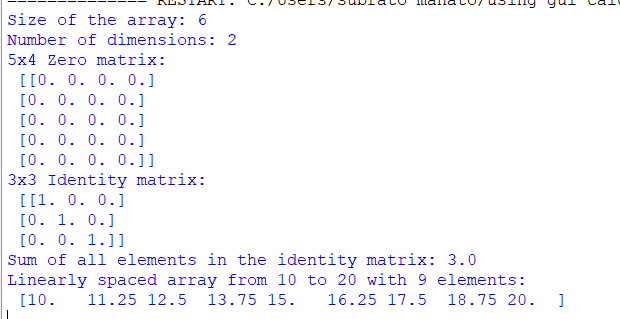 ============== RESTART: C:/Users/subrato mahato/using gui calc
Size of the array: 6
Number of dimensions: 2
5x4 Zero matrix:
 [[0. 0. 0. 0.]
 [0. 0. 0. 0.]
 [0. 0. 0. 0.]
 [0. 0. 0. 0.]
 [0. 0. 0. 0.]]
3x3 Identity matrix:
 [[1. 0. 0.]
 [0. 1. 0.]
 [0. 0. 1.]]
Sum of all elements in the identity matrix: 3.0
Linearly spaced array from 10 to 20 with 9 elements:
 [10.   11.25 12.5  13.75 15.   16.25 17.5  18.75 20.  ]